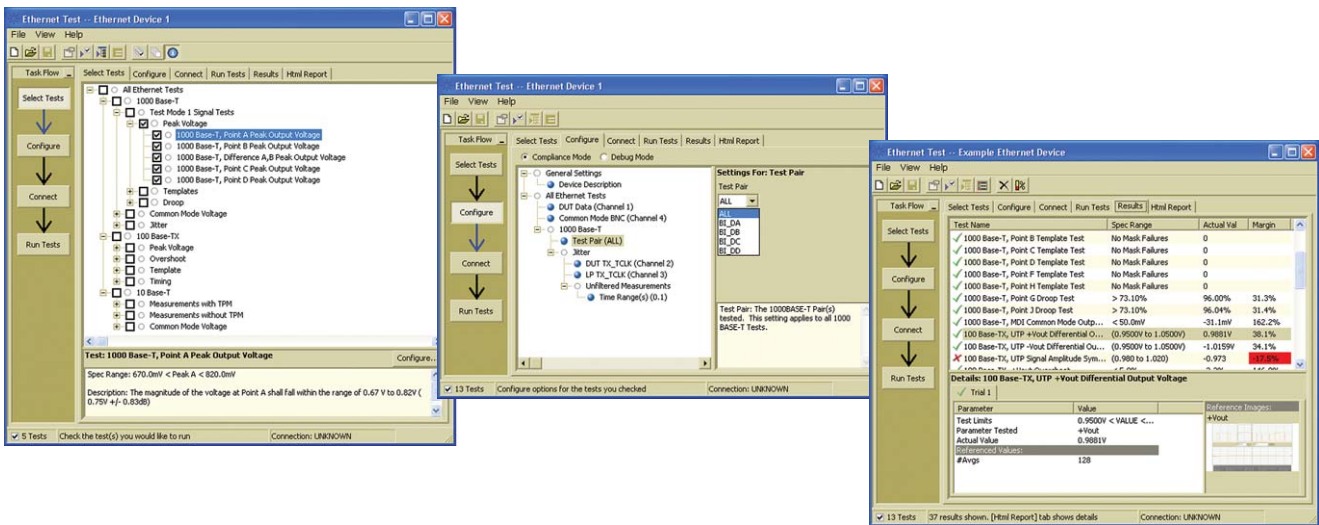 Ethernet Test -- Ethernet Device 1
File View Help
Task Flow
Select Tests
Configure
Connect
Run Tests
Select Tests Configure Connect Run Tests Results Html Report
All Ethernet Tests
1000 Base-T
Test Mode 1 Signal Tests
Peak Voltage
1000 Base-T, Point A Peak Output Voltage
1000 Base-T, Point B Peak Output Voltage
1000 Base-T, Difference A,B Peak Output Voltage
1000 Base-T, Point C Peak Output Voltage
1000 Base-T, Point D Peak Output Voltage
Templates
Droop
Common Mode Voltage
Jitter
100 Base-TX
Peak Voltage
Overshoot
Template
Timing
10 Base-T
Measurements with TPM
Measurements without TPM
Common Mode Voltage
Test: 1000 Base-T, Point A Peak Output Voltage
Configure...
Spec Range: 670.0mV < Peak A < 820.0mV
Description: The magnitude of the voltage at Point A shall fall within the range of 0.67 V to 0.82V (
0.75V +/- 0.83dB)
5 Tests Check the test(s) you would like to run Connection: UNKNOWN
Ethernet Test -- Ethernet Device 1
File View Help
Task Flow
Select Tests
Configure
Connect
Run Tests
Select Tests Configure Connect Run Tests Results Html Report
Compliance Mode Debug Mode
General Settings
Device Description
All Ethernet Tests
DUT Data (Channel 1)
Common Mode BNC (Channel 4)
1000 Base-T
Test Pair (ALL)
Jitter
DUT TX_TCLK (Channel 2)
LP TX_TCLK (Channel 3)
Unfiltered Measurements
Time Range(s) (0.1)
Settings For: Test Pair
Test Pair
ALL
ALL
BI_DA
BI_DB
BI_DC
BI_DD
Test Pair: The 1000BASE-T Pair(s)
tested. This setting applies to all 1000
BASE-T Tests.
13 Tests Configure options for the tests you checked Connection: UNKNOWN
Ethernet Test -- Example Ethernet Device
File View Help
Task Flow
Select Tests
Configure
Connect
Run Tests
Select Tests Configure Connect Run Tests Results Html Report
Test Name Spec Range Actual Val Margin
1000 Base-T, Point B Template Test No Mask Failures 0
1000 Base-T, Point C Template Test No Mask Failures 0
1000 Base-T, Point D Template Test No Mask Failures 0
1000 Base-T, Point F Template Test No Mask Failures 0
1000 Base-T, Point H Template Test No Mask Failures 0
1000 Base-T, Point G Droop Test > 73.10% 96.00% 31.3%
1000 Base-T, Point J Droop Test > 73.10% 96.04% 31.4%
1000 Base-T, MDI Common Mode Outp... < 50.0mV -31.1mV 162.2%
100 Base-TX, UTP +Vout Differential Ou... (0.9500V to 1.0500V) 0.9881V 38.1%
100 Base-TX, UTP -Vout Differential Ou... (0.9500V to 1.0500V) -1.0159V 34.1%
100 Base-TX, UTP Signal Amplitude Sym... (0.980 to 1.020) -0.973 -17.5%
Details: 100 Base-TX, UTP +Vout Differential Output Voltage
Trial 1
Parameter Value
Test Limits 0.9500V < VALUE <...
Parameter Tested +Vout
Actual Value 0.9881V
Referenced Values:
#Avgs 128
Reference Images:
+Vout
13 Tests 37 results shown. [Html Report] tab shows details Connection: UNKNOWN